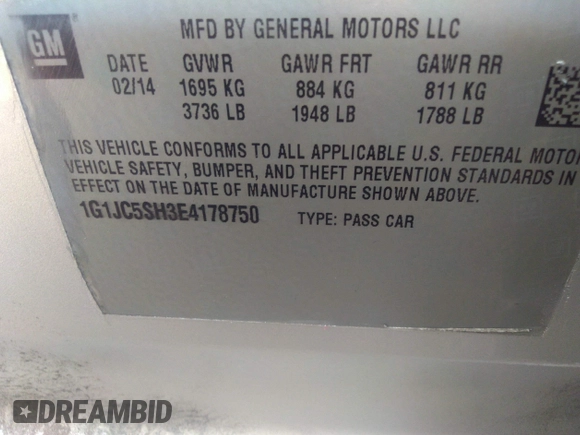 GM
MFD BY GENERAL MOTORS LLC
DATE GVWR GAWR FRT GAWR RR
02/14 1695 KG 884 KG 811 KG
3736 LB 1948 LB 1788 LB
THIS VEHICLE CONFORMS TO ALL APPLICABLE U.S. FEDERAL MOTOR
VEHICLE SAFETY, BUMPER, AND THEFT PREVENTION STANDARDS IN
EFFECT ON THE DATE OF MANUFACTURE SHOWN ABOVE.
1G1JC5SH3E4178750 TYPE: PASS CAR
DREAMBID